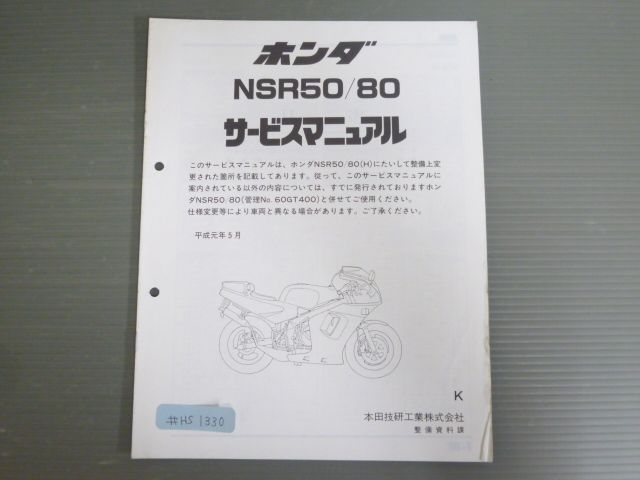 ホンダ
NSR50/80
サービスマニュアル
このサービスマニュアルは、ホンダNSR50/80(H)にたいして整備上変
更された箇所を記載してあります。従って、このサービスマニュアルに
案内されている以外の内容については、すでに発行されておりますホン
ダNSR50/80(管理No. 60GT400)と併せてご使用ください。
仕様変更等により車両と異なる場合があります。ご了承ください。
平成元年5月
K
本田技研工業株式会社
整備資料課
#HS 1330